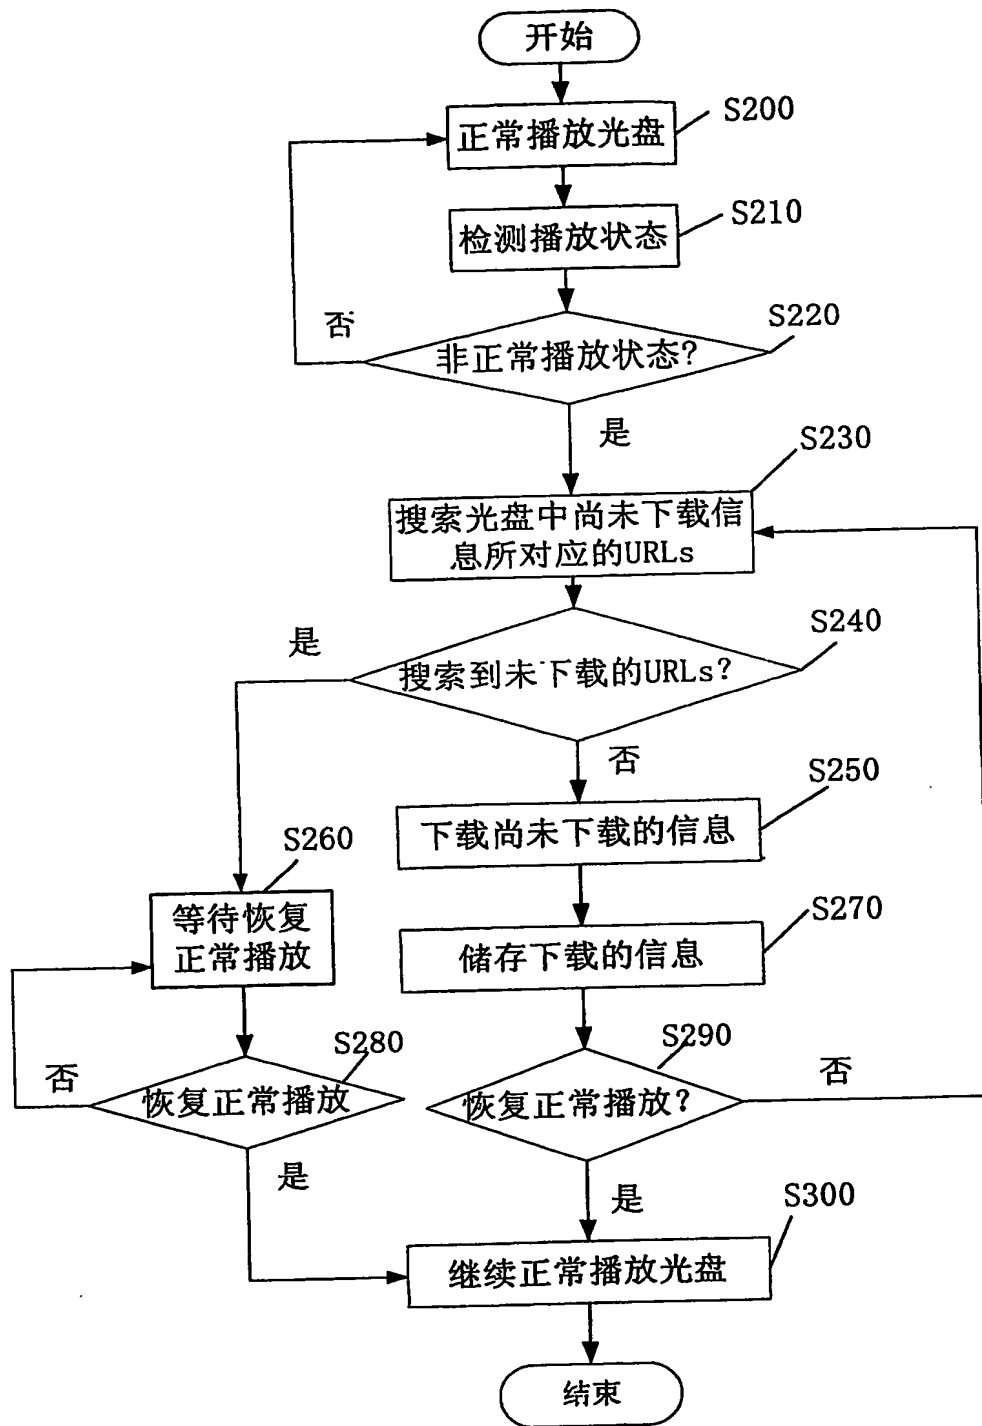 开始
正常播放光盘
S200
检测播放状态
S210
否
非正常播放状态?
S220
是
搜索光盘中尚未下载信
息所对应的URLs
S230
是
搜索到未下载的URLs?
S240
否
下载尚未下载的信息
S250
S260
等待恢复
正常播放
储存下载的信息
S270
否
恢复正常播放
S280
是
恢复正常播放?
S290
否
是
继续正常播放光盘
S300
结束